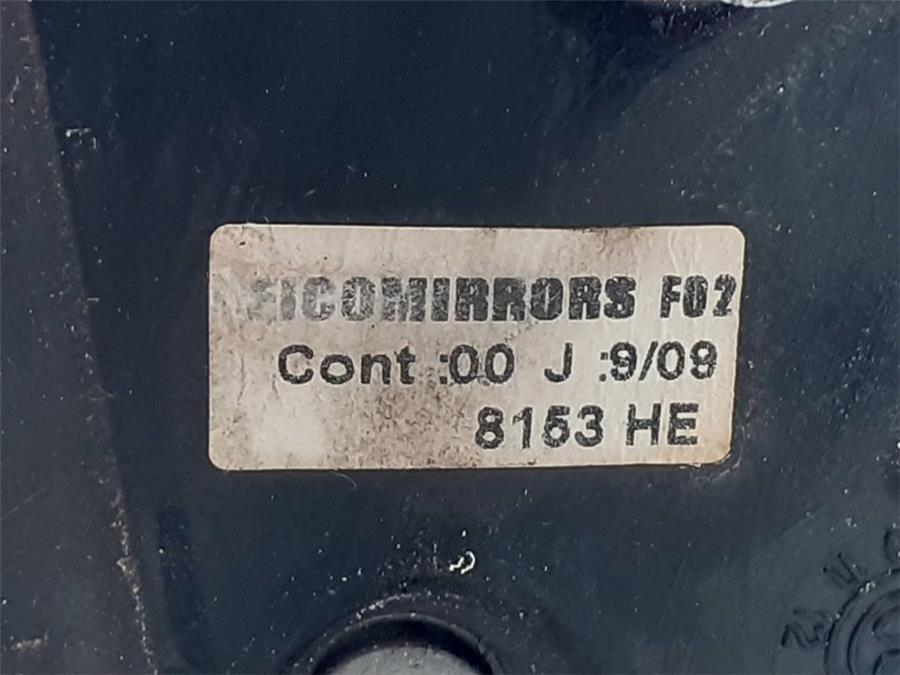 FICOMIRRORS F02
Cont :00 J :9/09
8153 HE